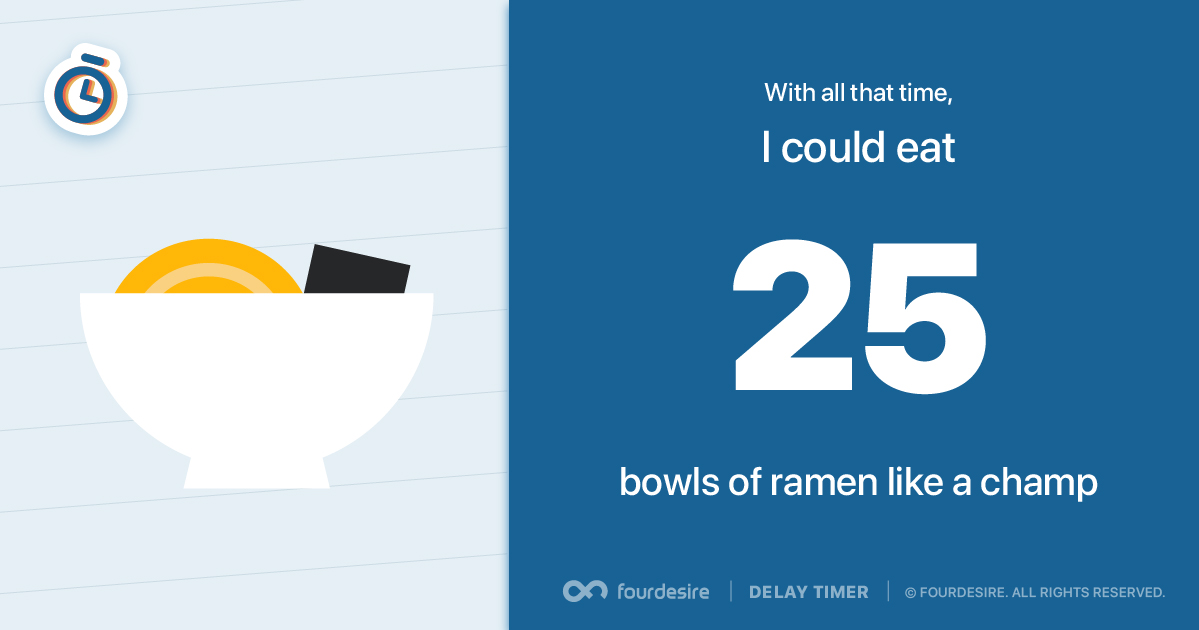 With all that time,
I could eat
25
bowls of ramen like a champ
fourdesire | DELAY TIMER | © FOURDESIRE. ALL RIGHTS RESERVED.